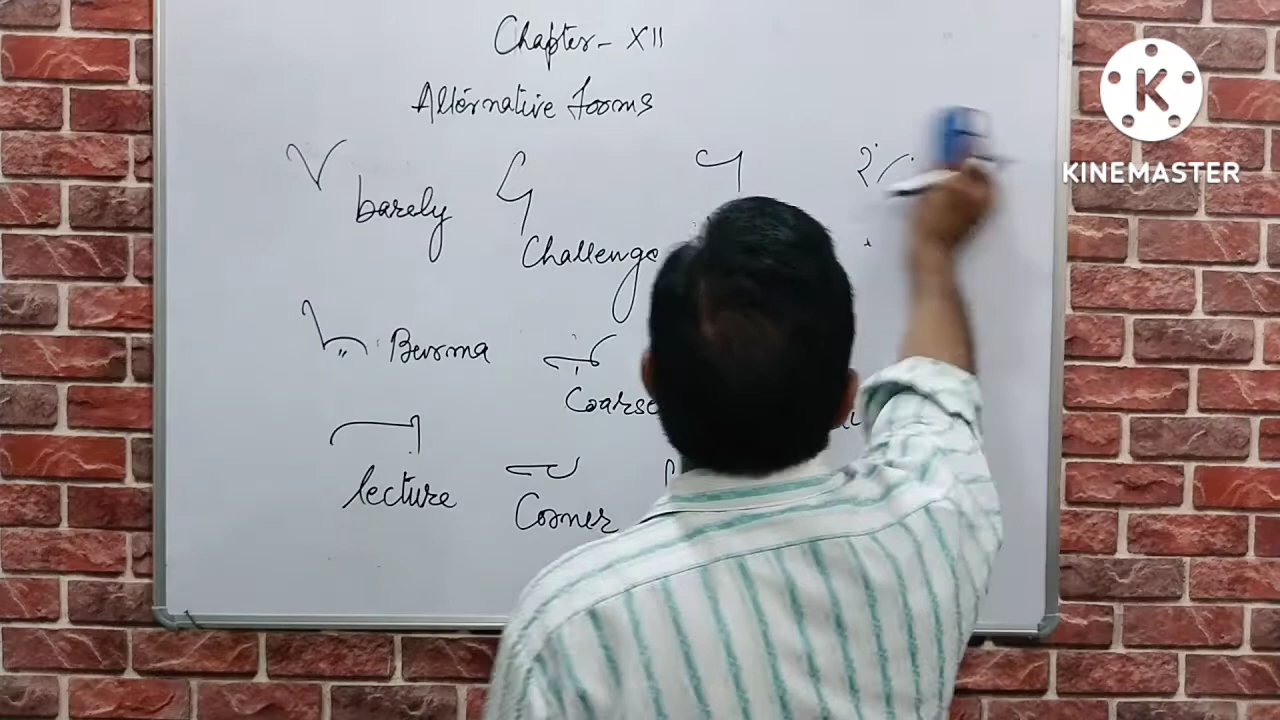 Chapter - XII
Alternative Forms
barely
Challenge
Burma
Coarse
lecture
Corner
K
KINEMASTER